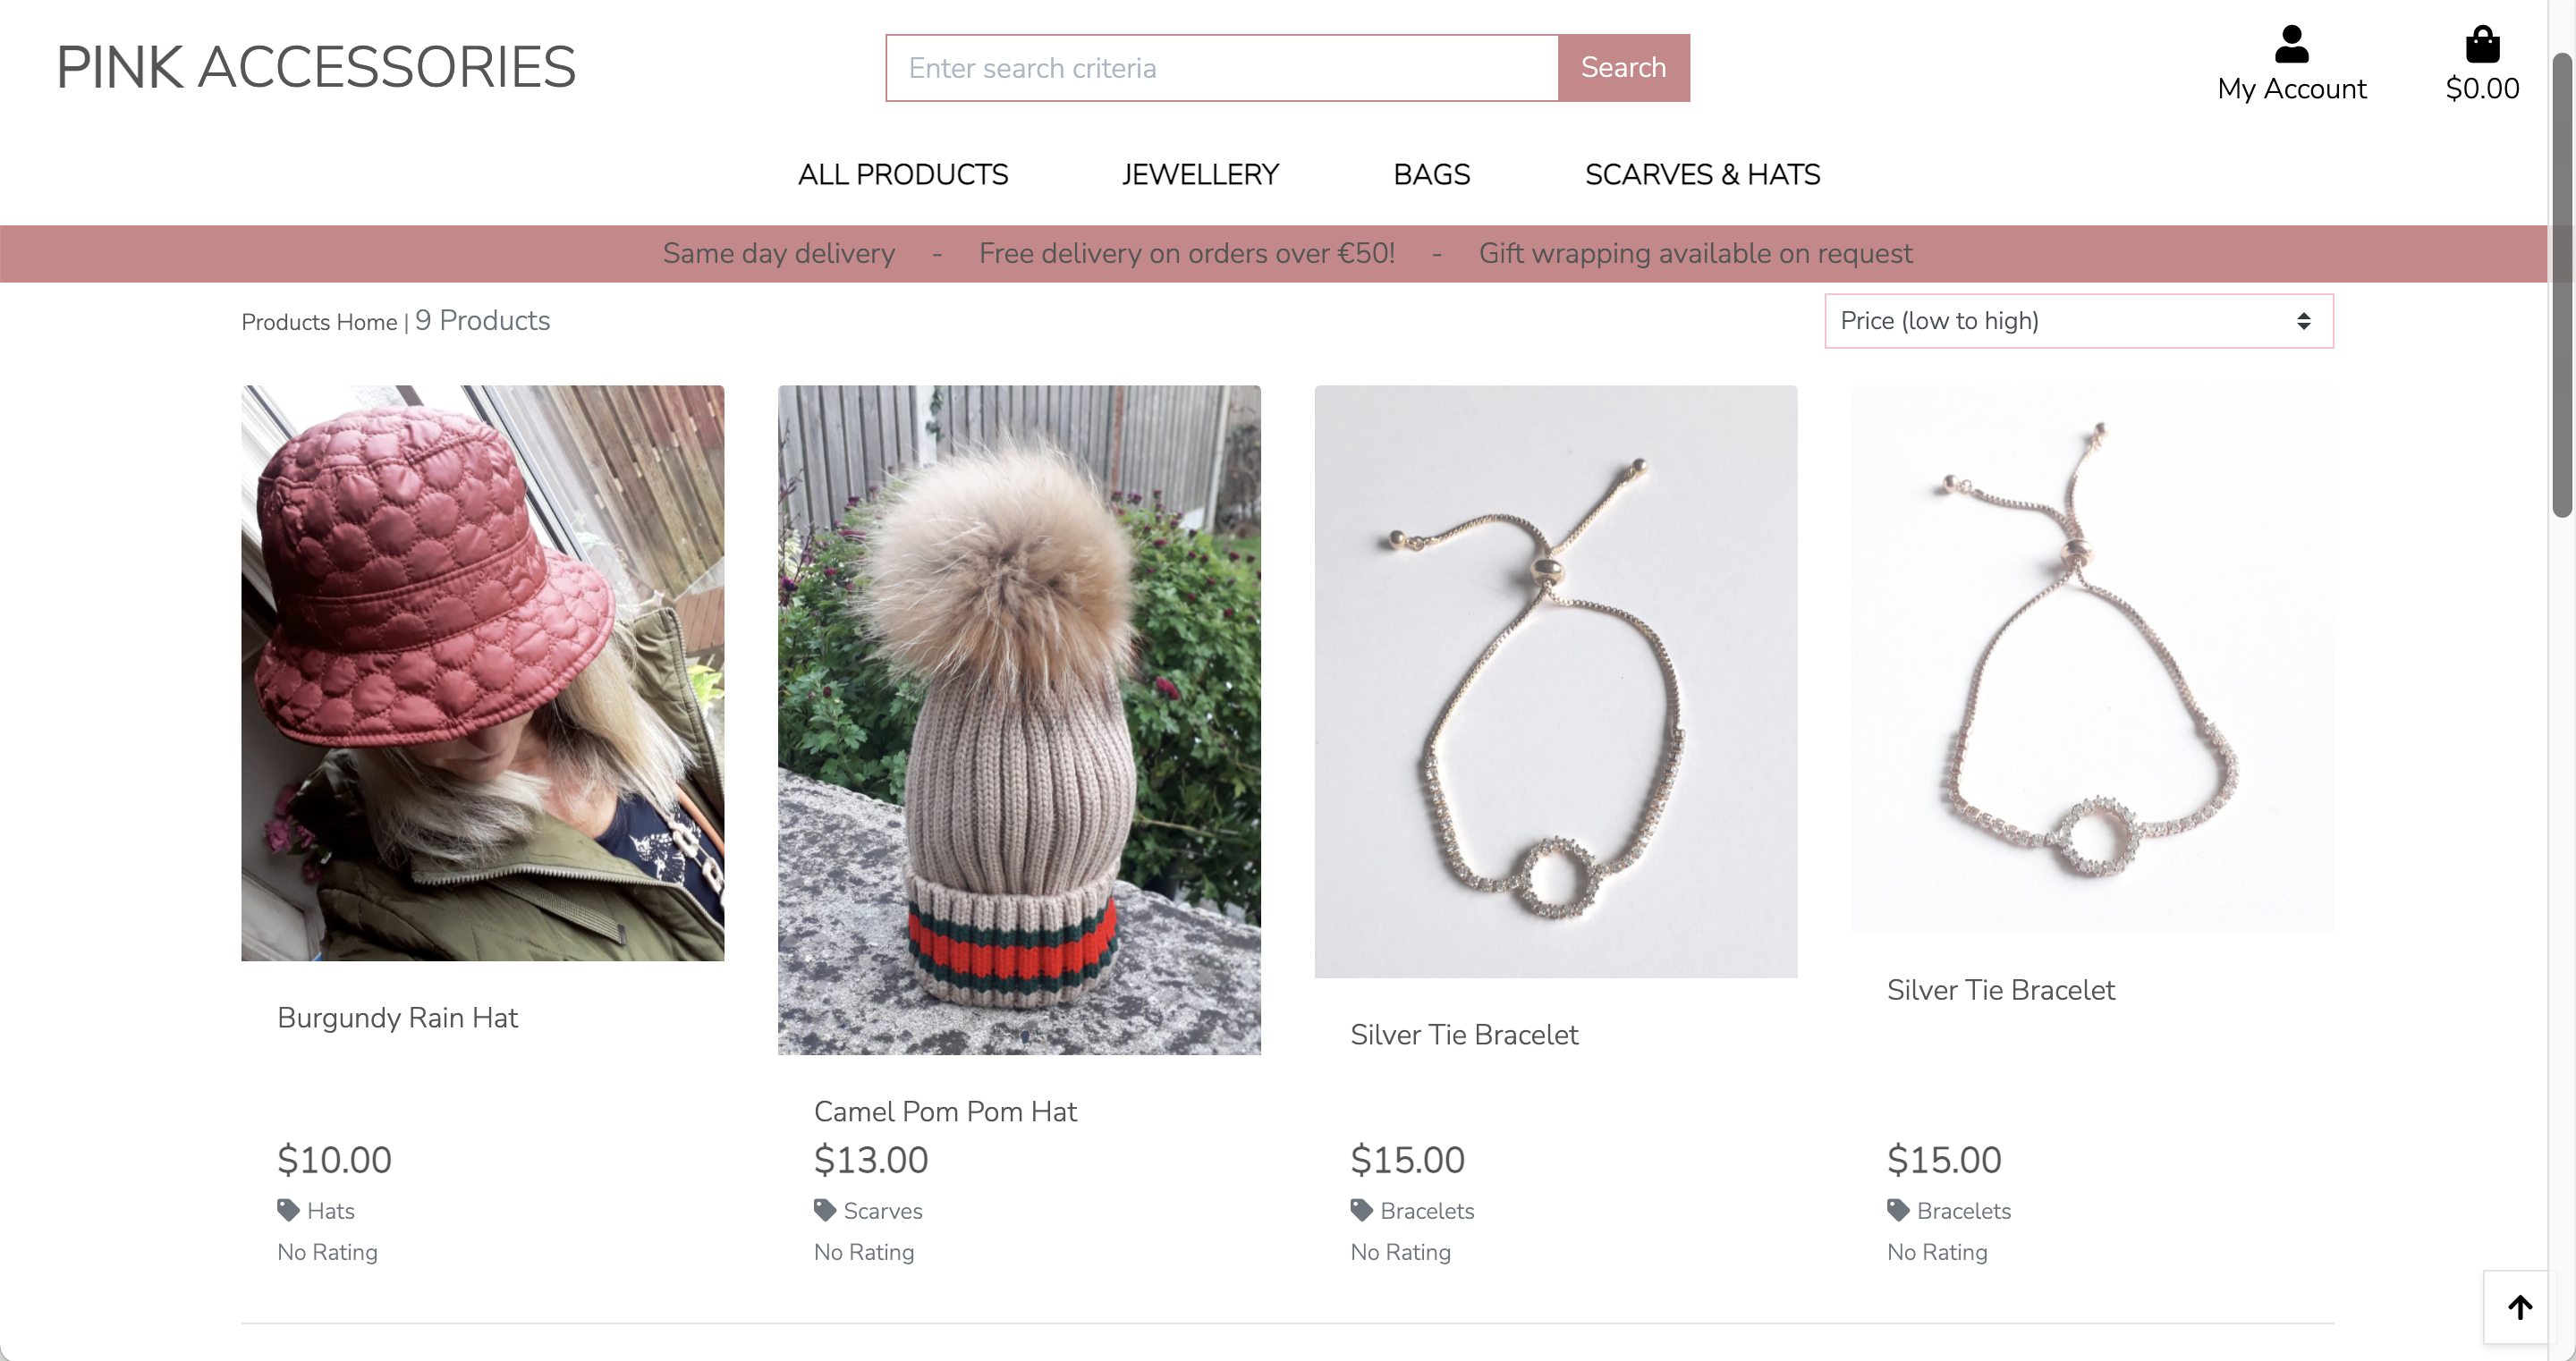 PINK ACCESSORIES
Enter search criteria
Search
My Account
$0.00
ALL PRODUCTS
JEWELLERY
BAGS
SCARVES & HATS
Same day delivery - Free delivery on orders over €50! - Gift wrapping available on request
Products Home | 9 Products
Price (low to high)
Burgundy Rain Hat
$10.00
Hats
No Rating
Camel Pom Pom Hat
$13.00
Scarves
No Rating
Silver Tie Bracelet
$15.00
Bracelets
No Rating
Silver Tie Bracelet
$15.00
Bracelets
No Rating